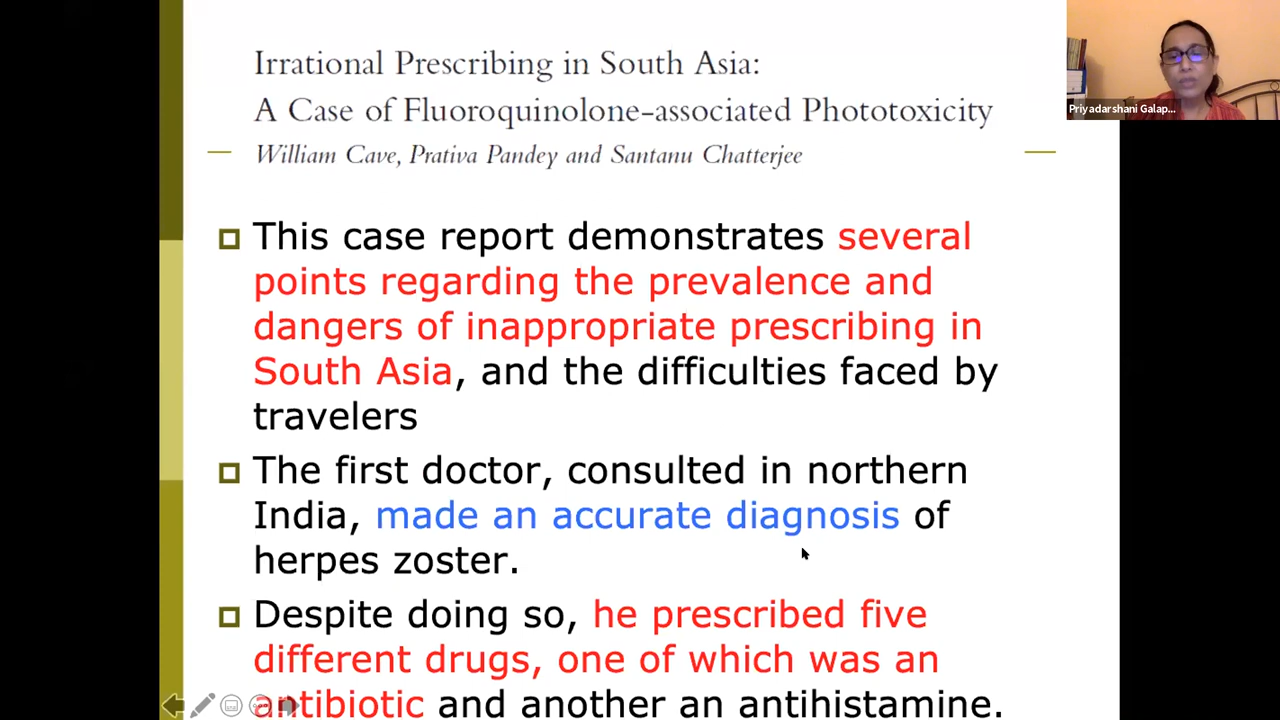 Irrational Prescribing in South Asia:
A Case of Fluoroquinolone-associated Phototoxicity
William Cave, Prativa Pandey and Santanu Chatterjee
Priyadarshani Galap...
This case report demonstrates several
points regarding the prevalence and
dangers of inappropriate prescribing in
South Asia, and the difficulties faced by
travelers
The first doctor, consulted in northern
India, made an accurate diagnosis of
herpes zoster.
Despite doing so, he prescribed five
different drugs, one of which was an
antibiotic and another an antihistamine.